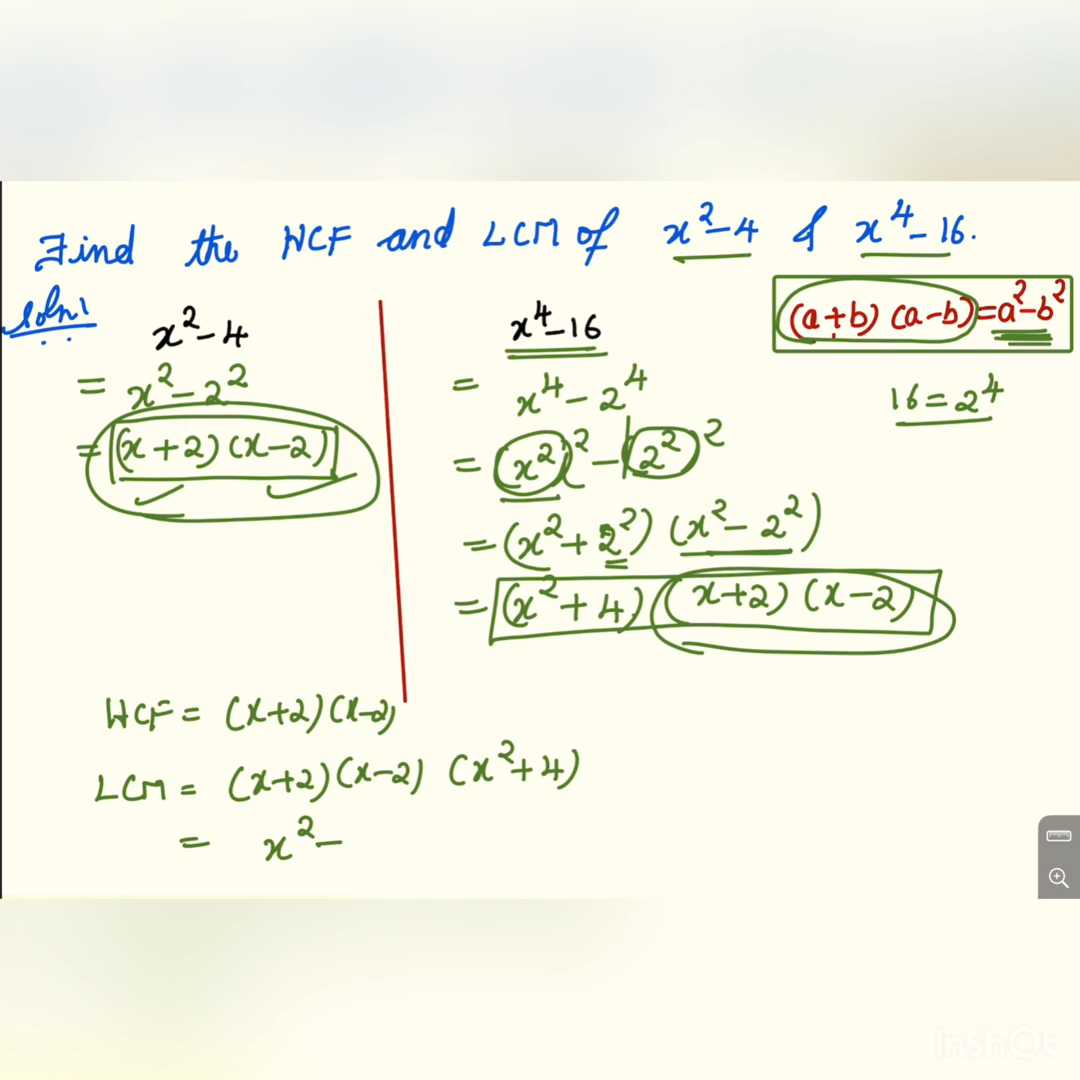 Find the HCF and LCM of x² - 4 & x⁴ - 16.
Soln:
x² - 4
= x² - 2²
= (x + 2) (x - 2)
x⁴ - 16
= x⁴ - 2⁴
= (x²)² - (2²)²
= (x² + 2²) (x² - 2²)
= (x² + 4) (x + 2) (x - 2)
(a + b) (a - b) = a² - b²
16 = 2⁴
HCF = (x + 2) (x - 2)
LCM = (x + 2) (x - 2) (x² + 4)
= x² -
InShOt